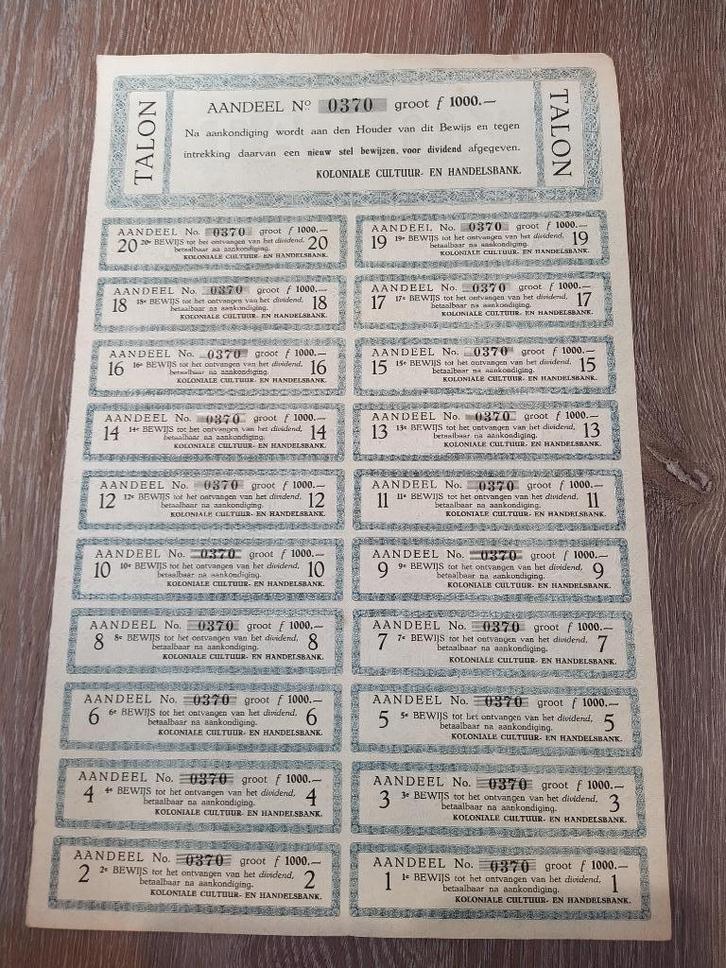 TALON
AANDEEL Nº 0370 groot f 1000.—
Na aankondiging wordt aan den Houder van dit Bewijs en tegen
intrekking daarvan een nieuw stel bewijzen, voor dividend afgegeven.
KOLONIALE CULTUUR- EN HANDELSBANK.
TALON
AANDEEL No. 0370 groot f 1000.—
20 20e BEWIJS tot het ontvangen van het dividend, 20
betaalbaar na aankondiging.
KOLONIALE CULTUUR- EN HANDELSBANK.
AANDEEL No. 0370 groot f 1000.—
19 19e BEWIJS tot het ontvangen van het dividend, 19
betaalbaar na aankondiging.
KOLONIALE CULTUUR- EN HANDELSBANK.
AANDEEL No. 0370 groot f 1000.—
18 18e BEWIJS tot het ontvangen van het dividend, 18
betaalbaar na aankondiging.
KOLONIALE CULTUUR- EN HANDELSBANK.
AANDEEL No. 0370 groot f 1000.—
17 17e BEWIJS tot het ontvangen van het dividend, 17
betaalbaar na aankondiging.
KOLONIALE CULTUUR- EN HANDELSBANK.
AANDEEL No. 0370 groot f 1000.—
16 16e BEWIJS tot het ontvangen van het dividend, 16
betaalbaar na aankondiging.
KOLONIALE CULTUUR- EN HANDELSBANK.
AANDEEL No. 0370 groot f 1000.—
15 15e BEWIJS tot het ontvangen van het dividend, 15
betaalbaar na aankondiging.
KOLONIALE CULTUUR- EN HANDELSBANK.
AANDEEL No. 0370 groot f 1000.—
14 14e BEWIJS tot het ontvangen van het dividend, 14
betaalbaar na aankondiging.
KOLONIALE CULTUUR- EN HANDELSBANK.
AANDEEL No. 0370 groot f 1000.—
13 13e BEWIJS tot het ontvangen van het dividend, 13
betaalbaar na aankondiging.
KOLONIALE CULTUUR- EN HANDELSBANK.
AANDEEL No. 0370 groot f 1000.—
12 12e BEWIJS tot het ontvangen van het dividend, 12
betaalbaar na aankondiging.
KOLONIALE CULTUUR- EN HANDELSBANK.
AANDEEL No. 0370 groot f 1000.—
11 11e BEWIJS tot het ontvangen van het dividend, 11
betaalbaar na aankondiging.
KOLONIALE CULTUUR- EN HANDELSBANK.
AANDEEL No. 0370 groot f 1000.—
10 10e BEWIJS tot het ontvangen van het dividend, 10
betaalbaar na aankondiging.
KOLONIALE CULTUUR- EN HANDELSBANK.
AANDEEL No. 0370 groot f 1000.—
9 9e BEWIJS tot het ontvangen van het dividend, 9
betaalbaar na aankondiging.
KOLONIALE CULTUUR- EN HANDELSBANK.
AANDEEL No. 0370 groot f 1000.—
8 8e BEWIJS tot het ontvangen van het dividend, 8
betaalbaar na aankondiging.
KOLONIALE CULTUUR- EN HANDELSBANK.
AANDEEL No. 0370 groot f 1000.—
7 7e BEWIJS tot het ontvangen van het dividend, 7
betaalbaar na aankondiging.
KOLONIALE CULTUUR- EN HANDELSBANK.
AANDEEL No. 0370 groot f 1000.—
6 6e BEWIJS tot het ontvangen van het dividend, 6
betaalbaar na aankondiging.
KOLONIALE CULTUUR- EN HANDELSBANK.
AANDEEL No. 0370 groot f 1000.—
5 5e BEWIJS tot het ontvangen van het dividend, 5
betaalbaar na aankondiging.
KOLONIALE CULTUUR- EN HANDELSBANK.
AANDEEL No. 0370 groot f 1000.—
4 4e BEWIJS tot het ontvangen van het dividend, 4
betaalbaar na aankondiging.
KOLONIALE CULTUUR- EN HANDELSBANK.
AANDEEL No. 0370 groot f 1000.—
3 3e BEWIJS tot het ontvangen van het dividend, 3
betaalbaar na aankondiging.
KOLONIALE CULTUUR- EN HANDELSBANK.
AANDEEL No. 0370 groot f 1000.—
2 2e BEWIJS tot het ontvangen van het dividend, 2
betaalbaar na aankondiging.
KOLONIALE CULTUUR- EN HANDELSBANK.
AANDEEL No. 0370 groot f 1000.—
1 1e BEWIJS tot het ontvangen van het dividend, 1
betaalbaar na aankondiging.
KOLONIALE CULTUUR- EN HANDELSBANK.